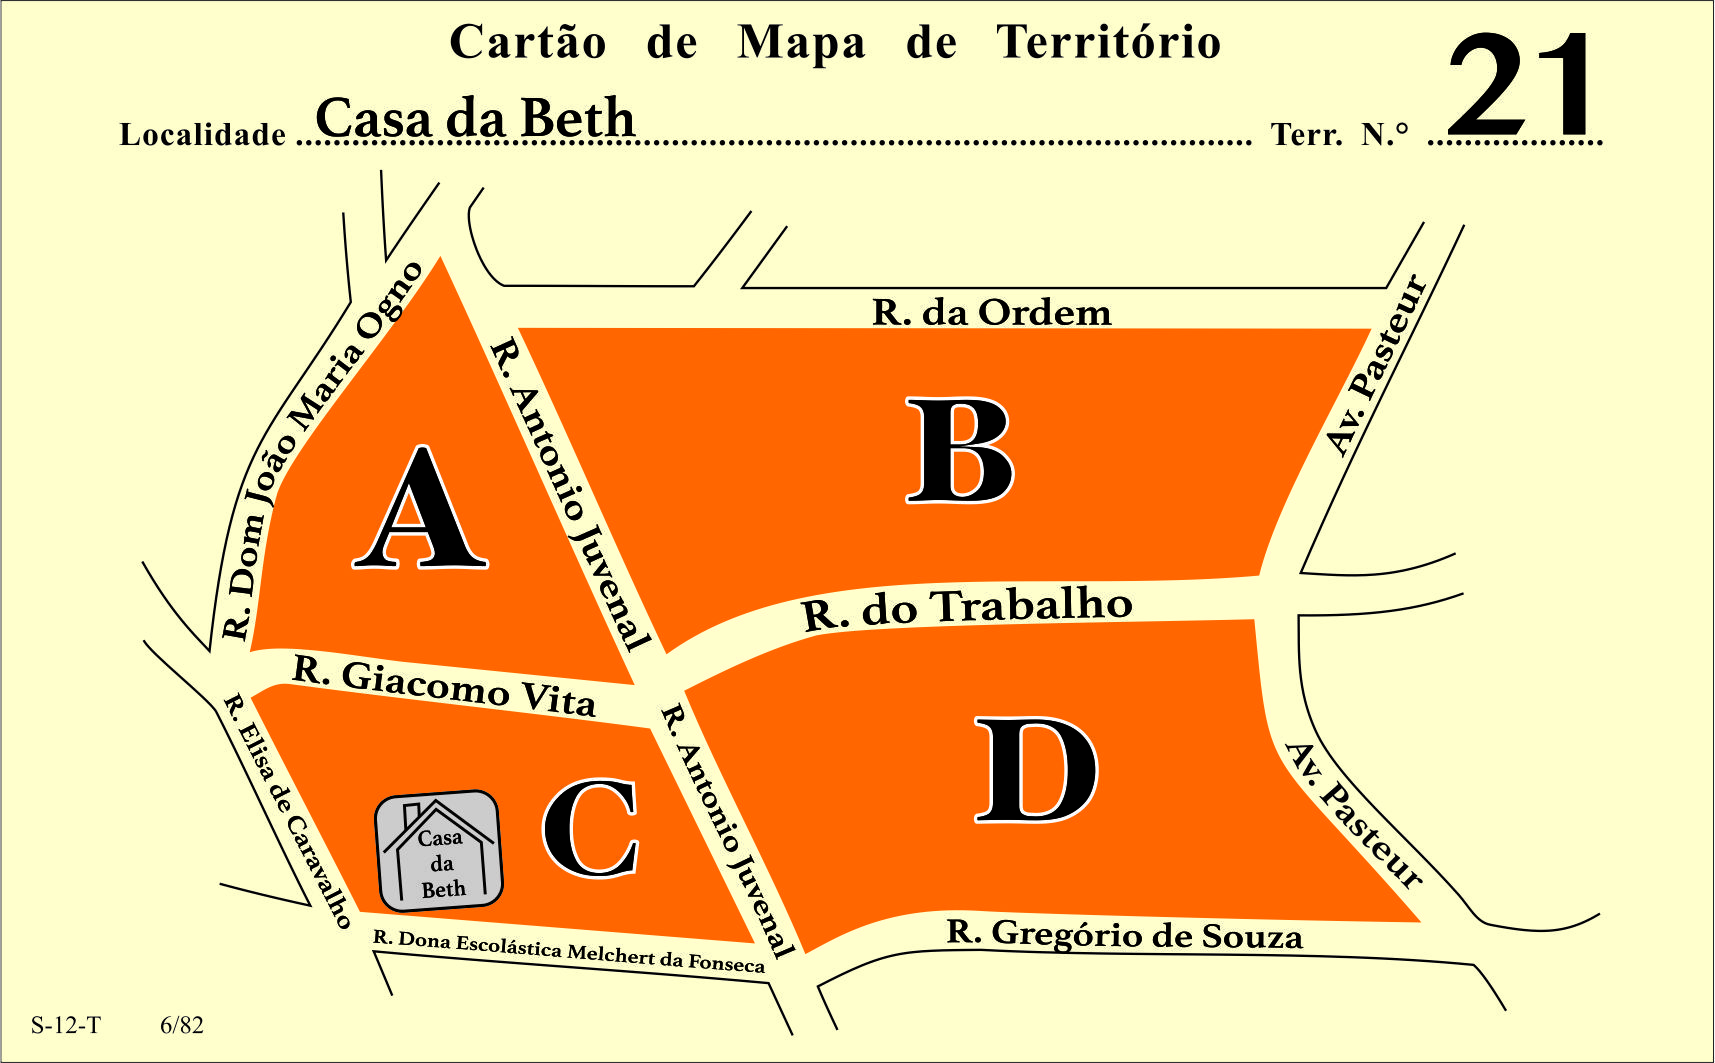 Cartão de Mapa de Território
Localidade Casa da Beth Terr. N.° 21
R. Dom João Maria Ogno
R. da Ordem
Av. Pasteur
R. Antonio Juvenal
A
B
R. do Trabalho
R. Giacomo Vita
R. Elisa de Caravalho
R. Antonio Juvenal
C
D
Av. Pasteur
Casa
da
Beth
R. Dona Escolástica Melchert da Fonseca
R. Gregório de Souza
S-12-T 6/82